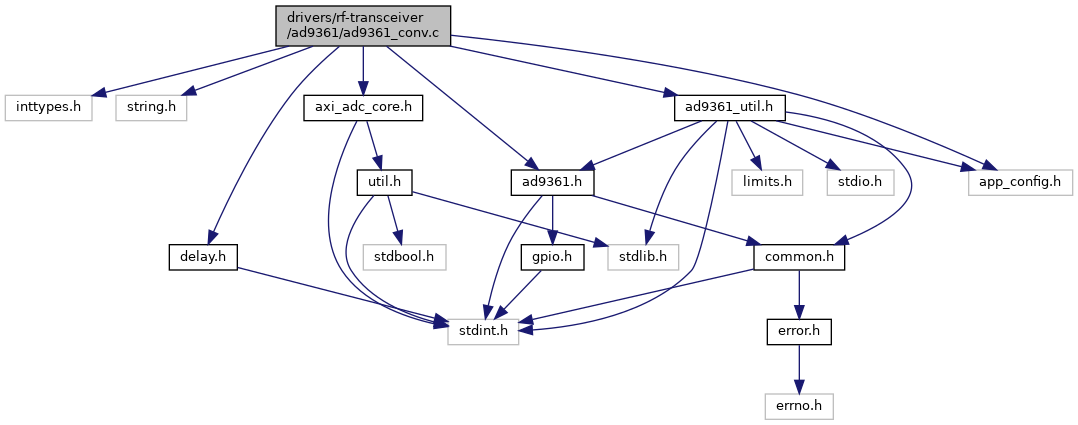 drivers/rf-transceiver
/ad9361/ad9361_conv.c
inttypes.h
string.h
axi_adc_core.h
ad9361_util.h
util.h
ad9361.h
limits.h
stdio.h
app_config.h
delay.h
stdbool.h
gpio.h
stdlib.h
common.h
stdint.h
error.h
errno.h